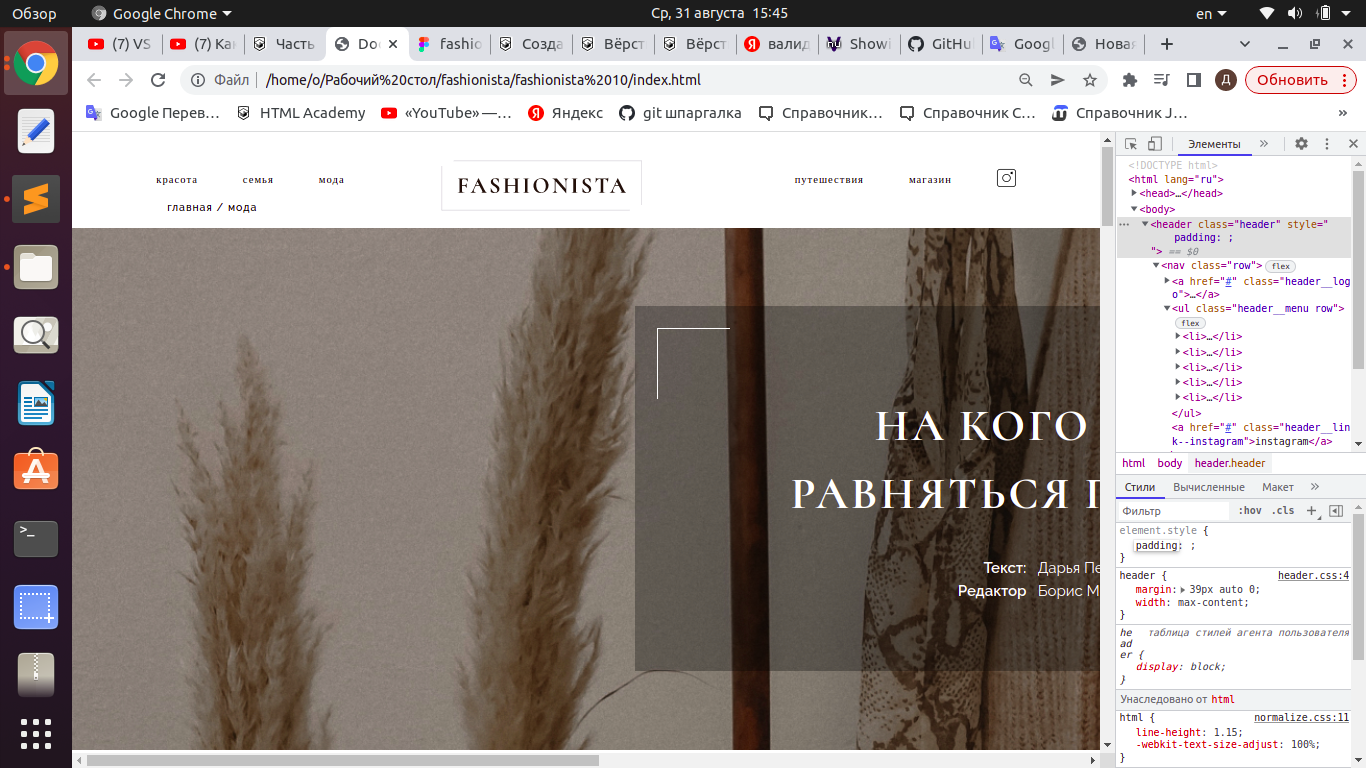 Обзор
Google Chrome
Ср, 31 августа 15:45
en
(7) VS
(7) Как
Часть
Doc
fashio
Созда
Вёрст
Вёрст
валид
Showi
GitHu
Googl
Новая
Файл
/home/o/Рабочий%20стол/fashionista/fashionista%2010/index.html
Д
Обновить
Google Перев…
HTML Academy
«YouTube» —…
Яндекс
git шпаргалка
Справочник…
Справочник C…
Справочник J…
»
красота
семья
мода
FASHIONISTA
путешествия
магазин
главная / мода
НА КОГО
РАВНЯТЬСЯ
Текст: Дарья Пе
Редактор Борис М
Элементы
»
<!DOCTYPE html>
<html lang="ru">
<head>…</head>
<body>
<header class="header" style="
padding: ;
"> == $0
<nav class="row"> flex
<a href="#" class="header__log
o">…</a>
<ul class="header__menu row">
flex
<li>…</li>
<li>…</li>
<li>…</li>
<li>…</li>
<li>…</li>
</ul>
<a href="#" class="header__lin
k--instagram">instagram</a>
html body header.header
Стили
Вычисленные
Макет
»
Фильтр
:hov .cls
element.style {
padding: ;
}
header {
header.css:4
margin: 39px auto 0;
width: max-content;
}
he
ad
er {
таблица стилей агента пользователя
display: block;
}
Унаследовано от html
html {
normalize.css:11
line-height: 1.15;
-webkit-text-size-adjust: 100%;
}